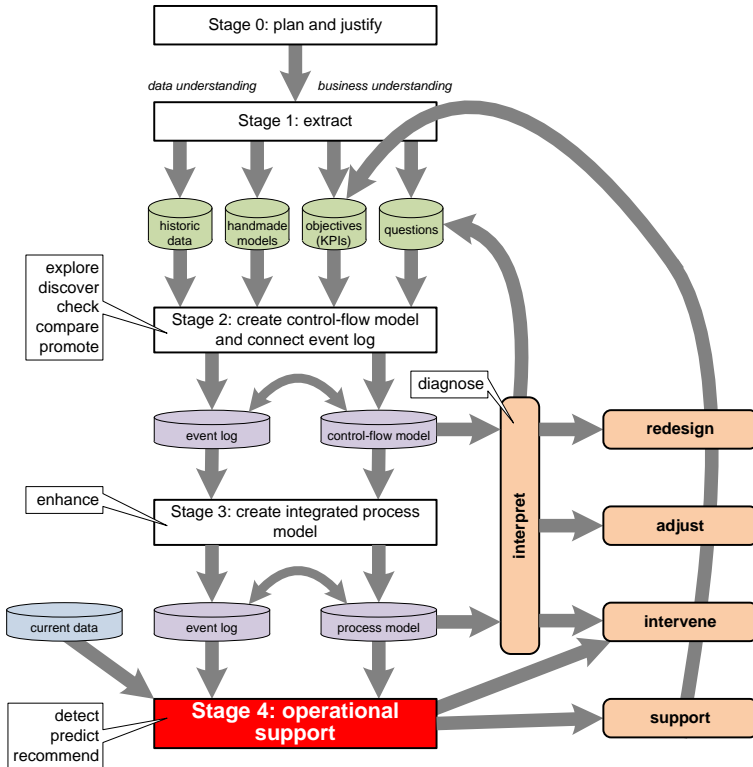 Stage 0: plan and justify
data understanding
business understanding
Stage 1: extract
historic
data
handmade
models
objectives
(KPIs)
questions
explore
discover
check
compare
promote
Stage 2: create control-flow model
and connect event log
diagnose
event log
control-flow model
redesign
enhance
Stage 3: create integrated process
model
interpret
adjust
current data
event log
process model
intervene
detect
predict
recommend
Stage 4: operational
support
support